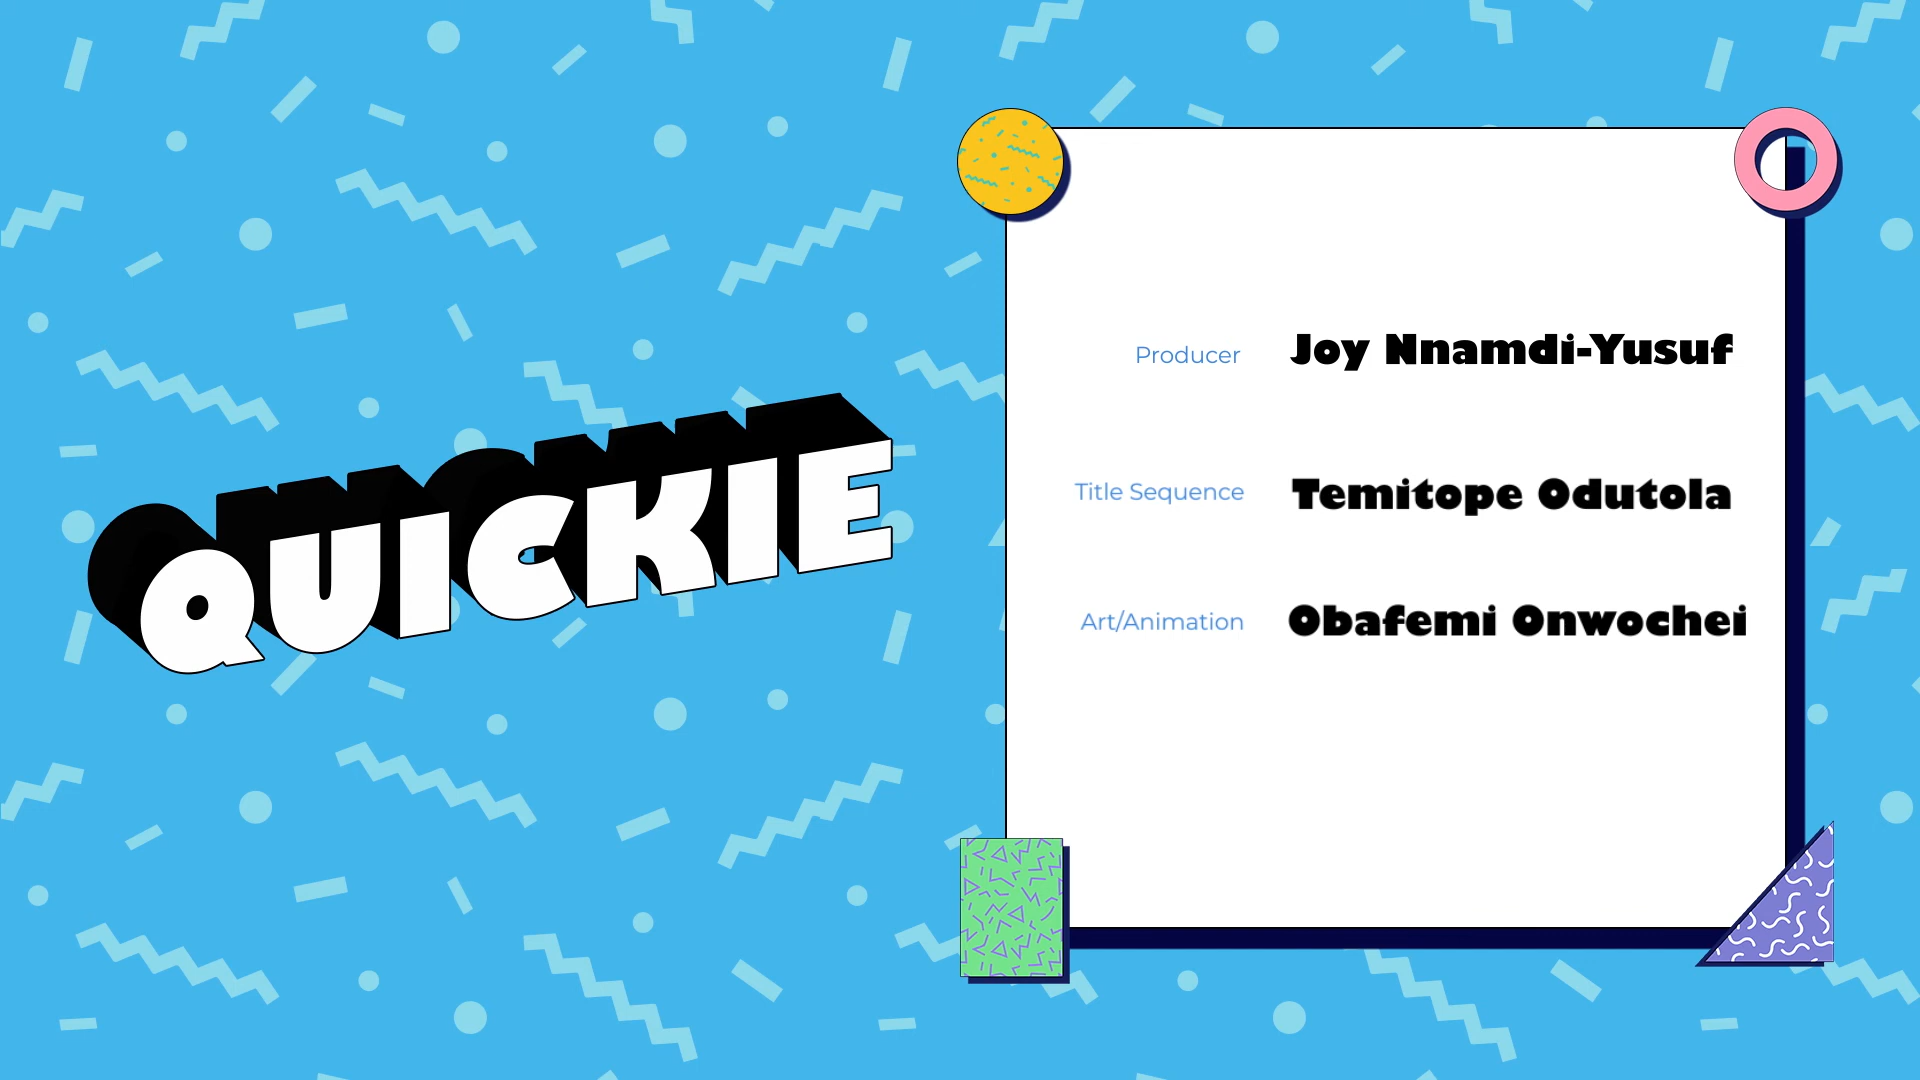 QUICKIE
Producer Joy Nnamdi-Yusuf
Title Sequence Temitope Odutola
Art/Animation Obafemi Onwochei